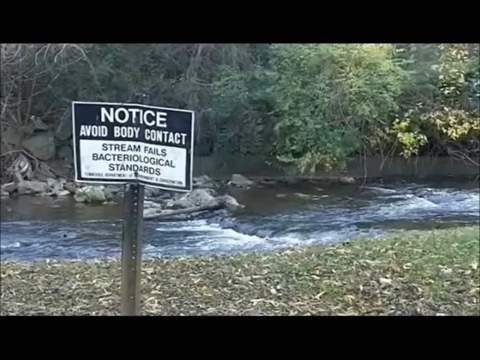 NOTICE
AVOID BODY CONTACT
STREAM FAILS
BACTERIOLOGICAL
STANDARDS